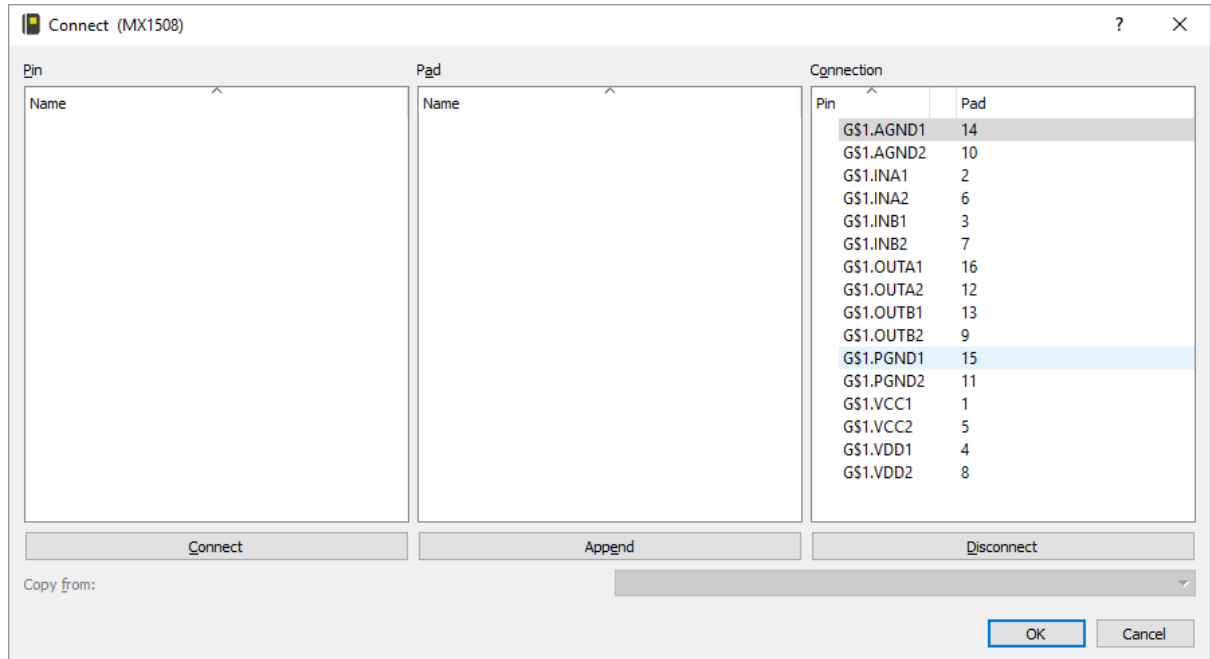 Connect (MX1508)
?
Pin
Pad
Connection
Name
Name
Pin Pad
G$1.AGND1 14
G$1.AGND2 10
G$1.INA1 2
G$1.INA2 6
G$1.INB1 3
G$1.INB2 7
G$1.OUTA1 16
G$1.OUTA2 12
G$1.OUTB1 13
G$1.OUTB2 9
G$1.PGND1 15
G$1.PGND2 11
G$1.VCC1 1
G$1.VCC2 5
G$1.VDD1 4
G$1.VDD2 8
Connect
Append
Disconnect
Copy from:
OK
Cancel